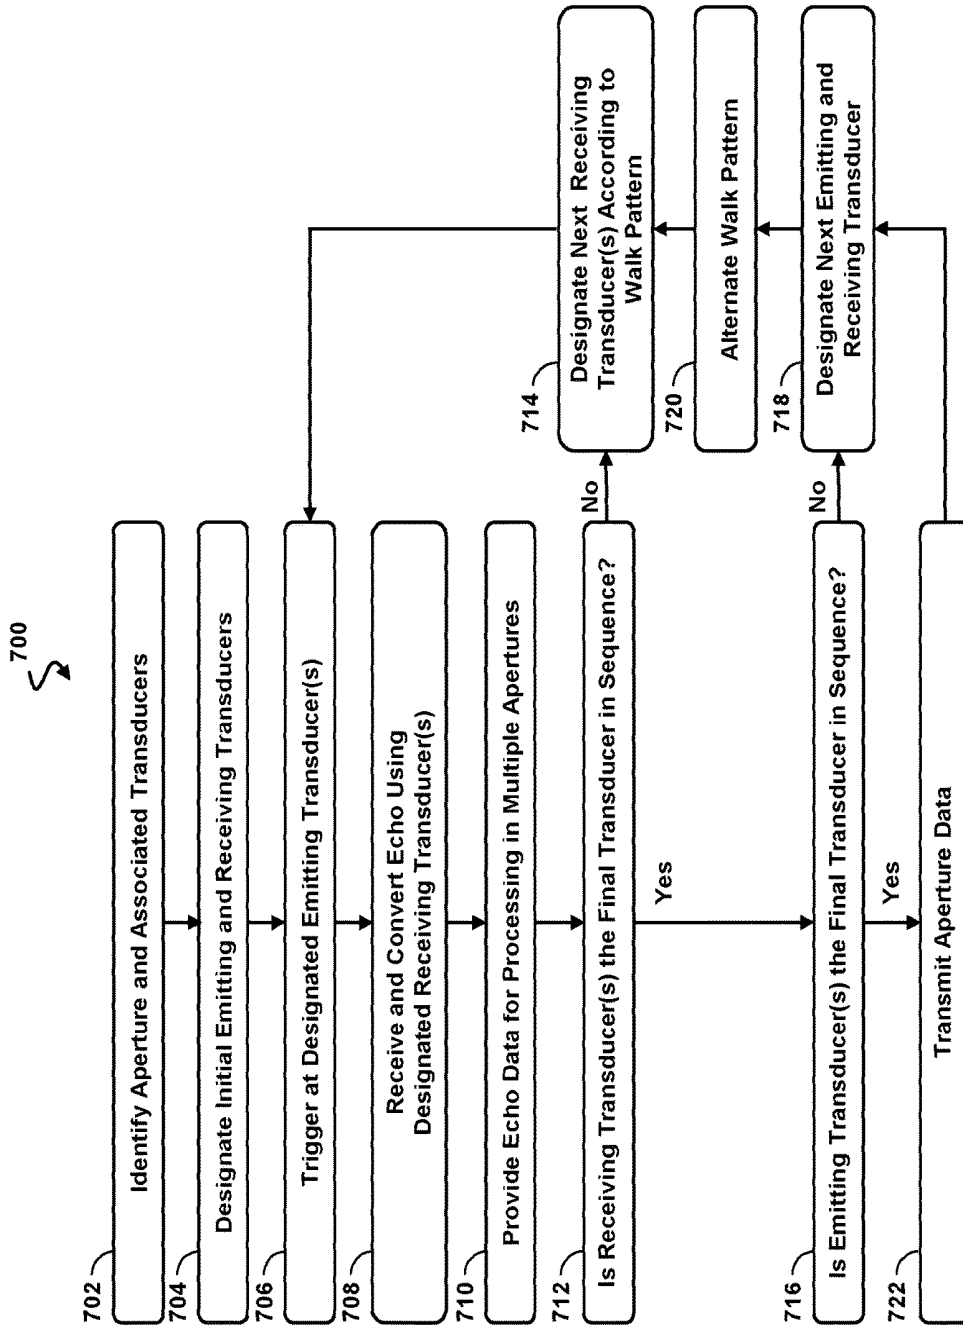 700
702
Identify Aperture and Associated Transducers
704
Designate Initial Emitting and Receiving Transducers
706
Trigger at Designated Emitting Transducer(s)
708
Receive and Convert Echo Using
Designated Receiving Transducer(s)
710
Provide Echo Data for Processing in Multiple Apertures
712
Is Receiving Transducer(s) the Final Transducer in Sequence?
No
Yes
714
Designate Next Receiving
Transducer(s) According to
Walk Pattern
720
Alternate Walk Pattern
718
Designate Next Emitting and
Receiving Transducer
716
Is Emitting Transducer(s) the Final Transducer in Sequence?
No
Yes
722
Transmit Aperture Data